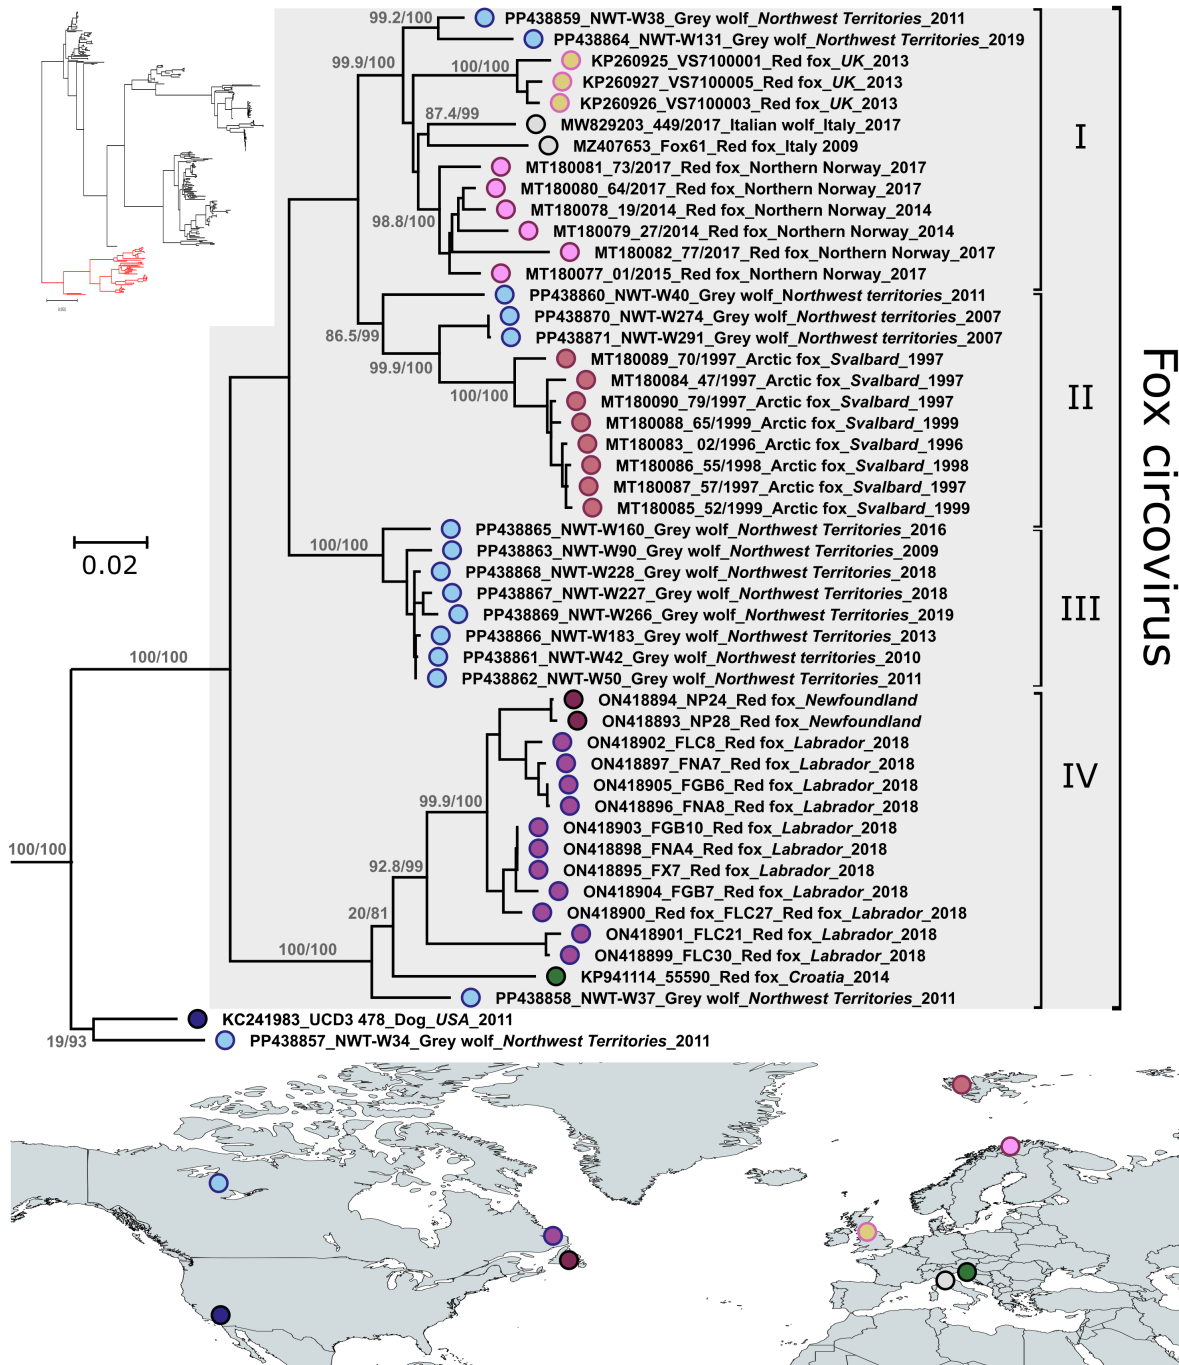 99.2/100
PP438859_NWT-W38_Grey wolf_Northwest Territories_2011
PP438864_NWT-W131_Grey wolf_Northwest Territories_2019
99.9/100
100/100
KP260925_VS7100001_Red fox_UK_2013
KP260927_VS7100005_Red fox_UK_2013
KP260926_VS7100003_Red fox_UK_2013
87.4/99
MW829203_449/2017_Italian wolf_Italy_2017
MZ407653_Fox61_Red fox_Italy 2009
I
MT180081_73/2017_Red fox_Northern Norway_2017
MT180080_64/2017_Red fox_Northern Norway_2017
98.8/100
MT180078_19/2014_Red fox_Northern Norway_2014
MT180079_27/2014_Red fox_Northern Norway_2014
MT180082_77/2017_Red fox_Northern Norway_2017
MT180077_01/2015_Red fox_Northern Norway_2017
PP438860_NWT-W40_Grey wolf_Northwest territories_2011
PP438870_NWT-W274_Grey wolf_Northwest territories_2007
86.5/99
PP438871_NWT-W291_Grey wolf_Northwest territories_2007
99.9/100
MT180089_70/1997_Arctic fox_Svalbard_1997
MT180084_47/1997_Arctic fox_Svalbard_1997
100/100
MT180090_79/1997_Arctic fox_Svalbard_1997
II
MT180088_65/1999_Arctic fox_Svalbard_1999
MT180083_ 02/1996_Arctic fox_Svalbard_1996
MT180086_55/1998_Arctic fox_Svalbard_1998
MT180087_57/1997_Arctic fox_Svalbard_1997
MT180085_52/1999_Arctic fox_Svalbard_1999
Fox circovirus
0.02
100/100
PP438865_NWT-W160_Grey wolf_Northwest Territories_2016
PP438863_NWT-W90_Grey wolf_Northwest Territories_2009
PP438868_NWT-W228_Grey wolf_Northwest Territories_2018
PP438867_NWT-W227_Grey wolf_Northwest Territories_2018
III
PP438869_NWT-W266_Grey wolf_Northwest Territories_2019
PP438866_NWT-W183_Grey wolf_Northwest Territories_2013
PP438861_NWT-W42_Grey wolf_Northwest territories_2010
PP438862_NWT-W50_Grey wolf_Northwest territories_2011
100/100
ON418894_NP24_Red fox_Newfoundland
ON418893_NP28_Red fox_Newfoundland
ON418902_FLC8_Red fox_Labrador_2018
ON418897_FNA7_Red fox_Labrador_2018
IV
ON418905_FGB6_Red fox_Labrador_2018
99.9/100
ON418896_FNA8_Red fox_Labrador_2018
ON418903_FGB10_Red fox_Labrador_2018
100/100
ON418898_FNA4_Red fox_Labrador_2018
92.8/99
ON418895_FX7_Red fox_Labrador_2018
ON418904_FGB7_Red fox_Labrador_2018
20/81
ON418900_Red fox_FLC27_Red fox_Labrador_2018
ON418901_FLC21_Red fox_Labrador_2018
100/100
ON418899_FLC30_Red fox_Labrador_2018
KP941114_55590_Red fox_Croatia_2014
PP438858_NWT-W37_Grey wolf_Northwest Territories_2011
KC241983_UCD3 478_Dog_USA_2011
19/93
PP438857_NWT-W34_Grey wolf_Northwest Territories_2011